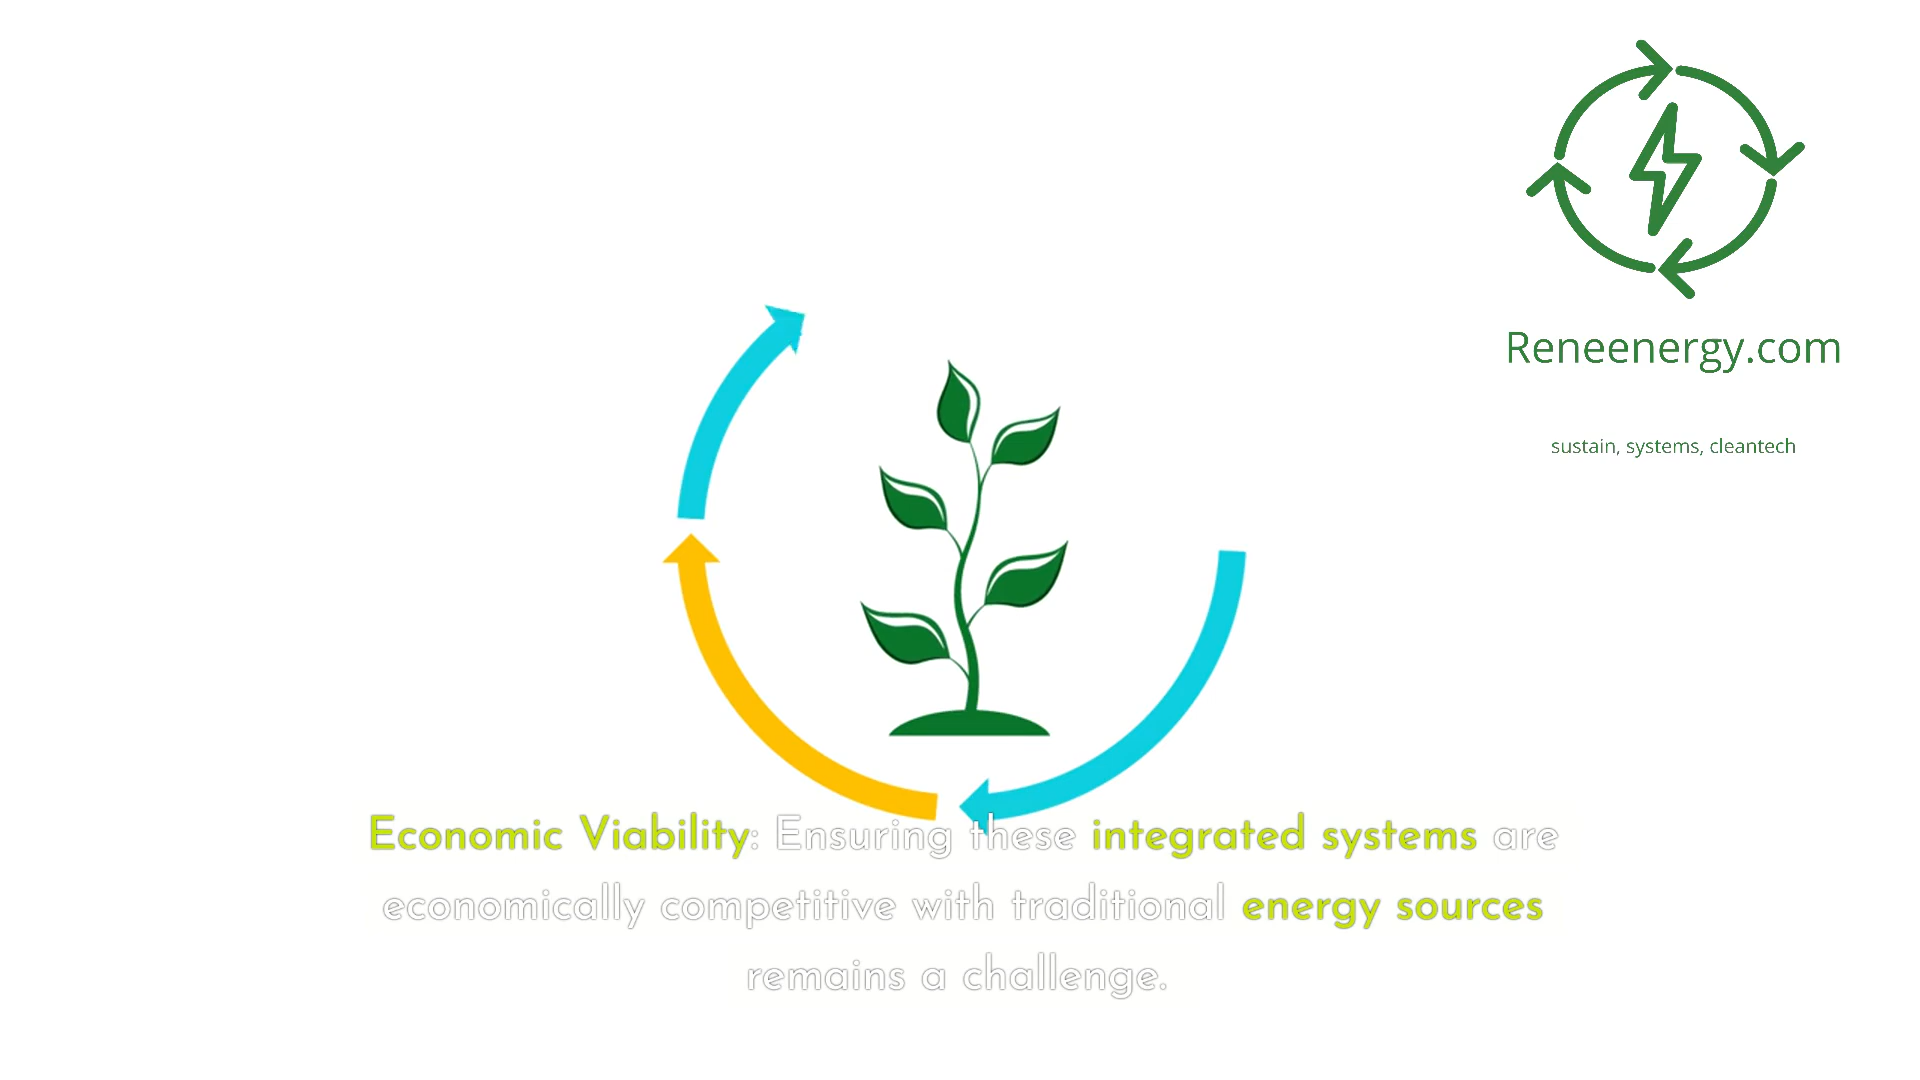 Reneenergy.com
sustain, systems, cleantech
Economic Viability: Ensuring these integrated systems are
economically competitive with traditional energy sources
remains a challenge.